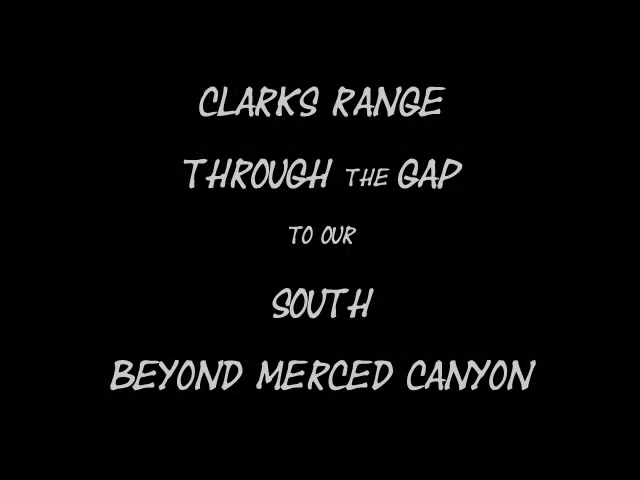 CLARKS RANGE
THROUGH THE GAP
TO OUR
SOUTH
BEYOND MERCED CANYON